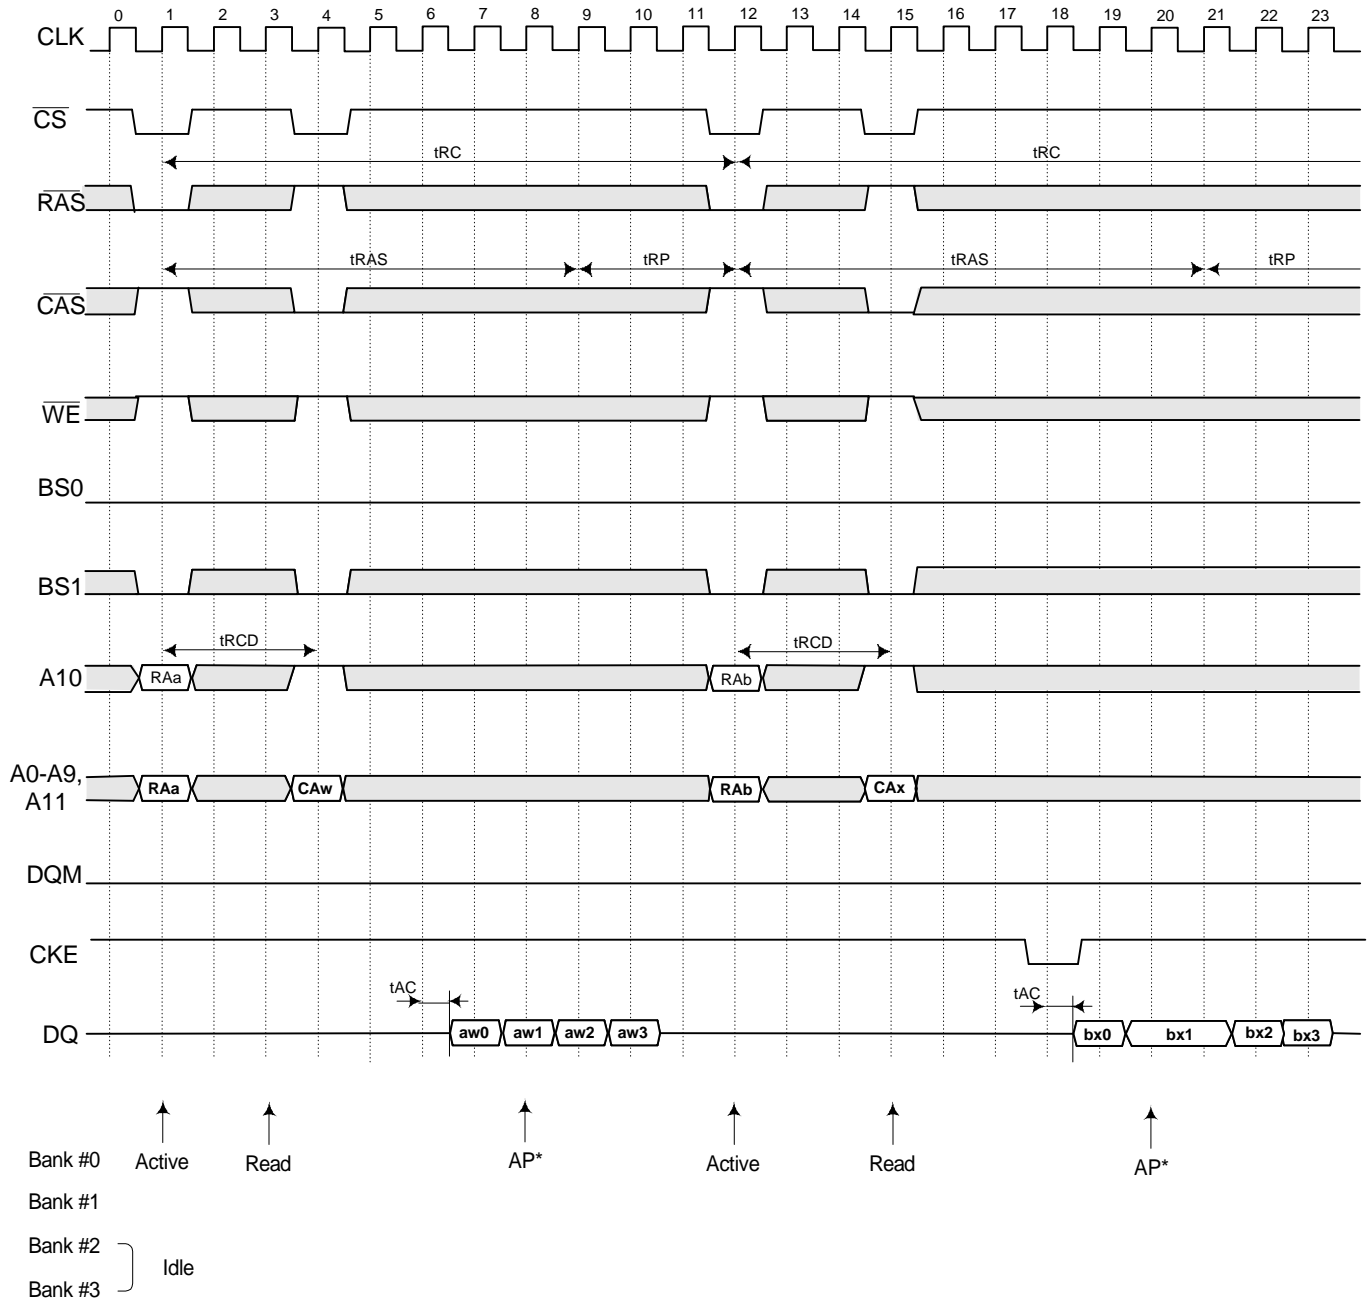 0 1 2 3 4 5 6 7 8 9 10 11 12 13 14 15 16 17 18 19 20 21 22 23
CLK
CS
tRC tRC
RAS
tRAS tRP tRAS tRP
CAS
WE
BS0
BS1
tRCD tRCD
A10 RAa RAb
A0-A9,
A11 RAa CAw RAb CAx
DQM
CKE
tAC tAC
DQ aw0 aw1 aw2 aw3 bx0 bx1 bx2 bx3
Bank #0 Active Read AP* Active Read AP*
Bank #1
Bank #2
Idle
Bank #3